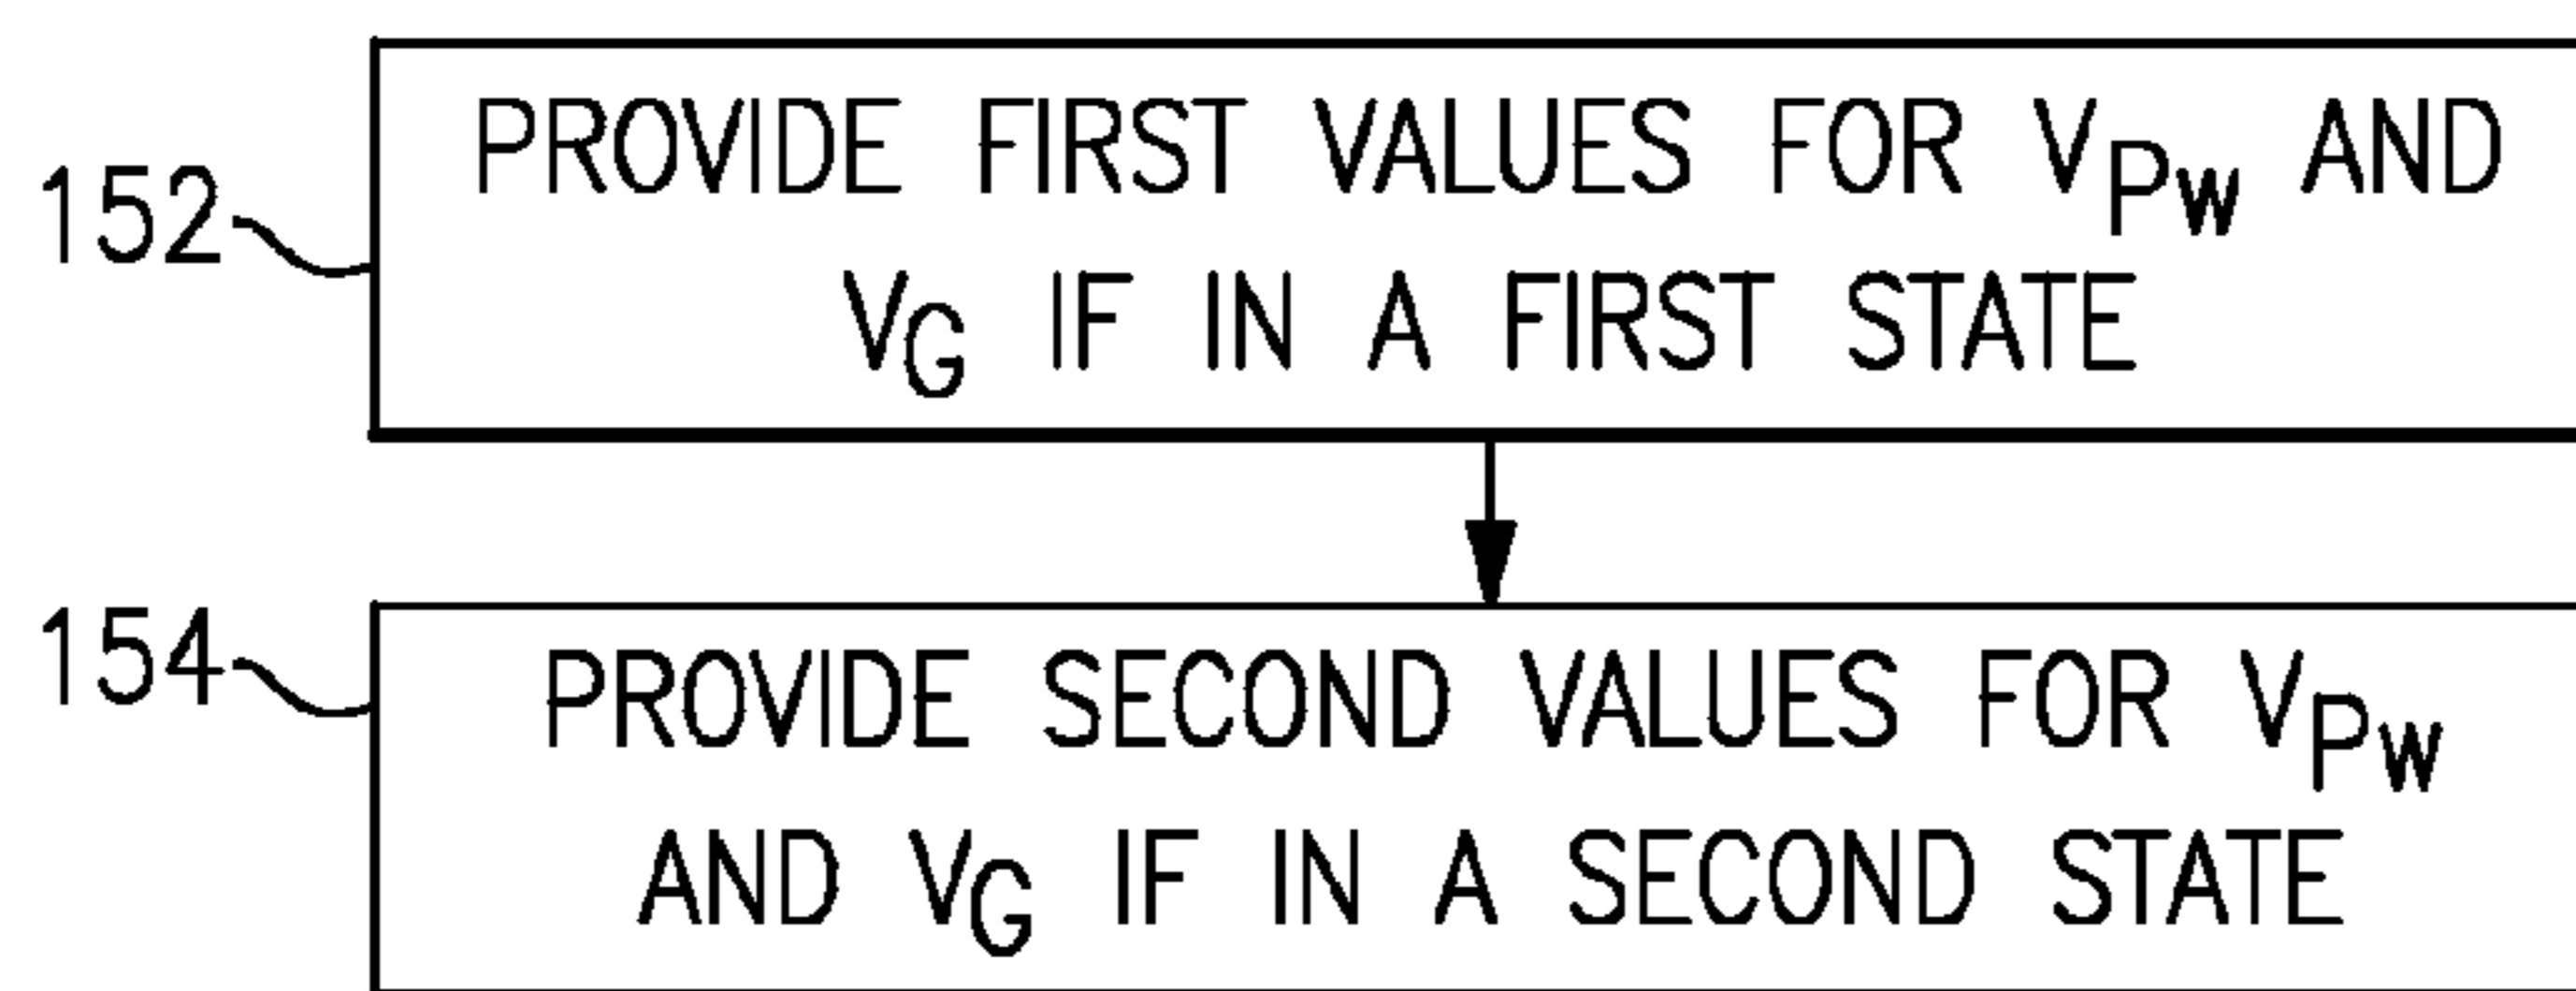 152
PROVIDE FIRST VALUES FOR VPW AND
VG IF IN A FIRST STATE
154
PROVIDE SECOND VALUES FOR VPW
AND VG IF IN A SECOND STATE